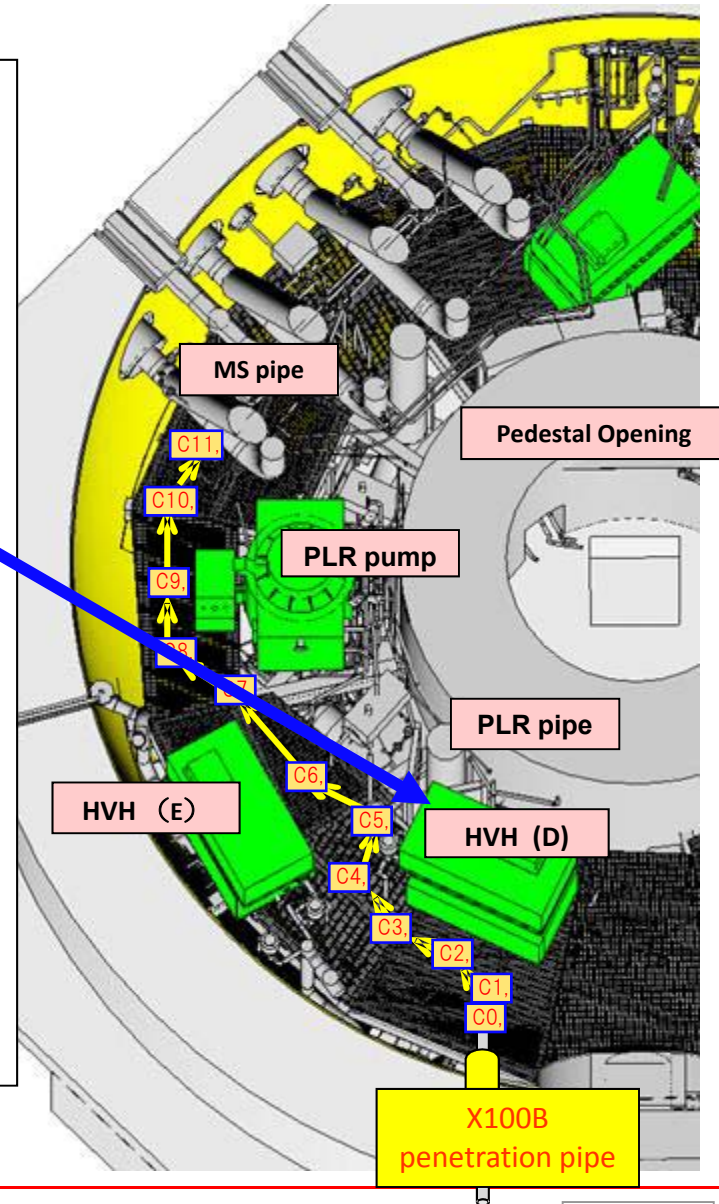 MS pipe
Pedestal Opening
C11,
C10,
PLR pump
C9,
C8,
C7
PLR pipe
C6,
HVH （E）
C5,
HVH (D)
C4,
C3,
C2,
C1,
C0,
X100B
penetration pipe